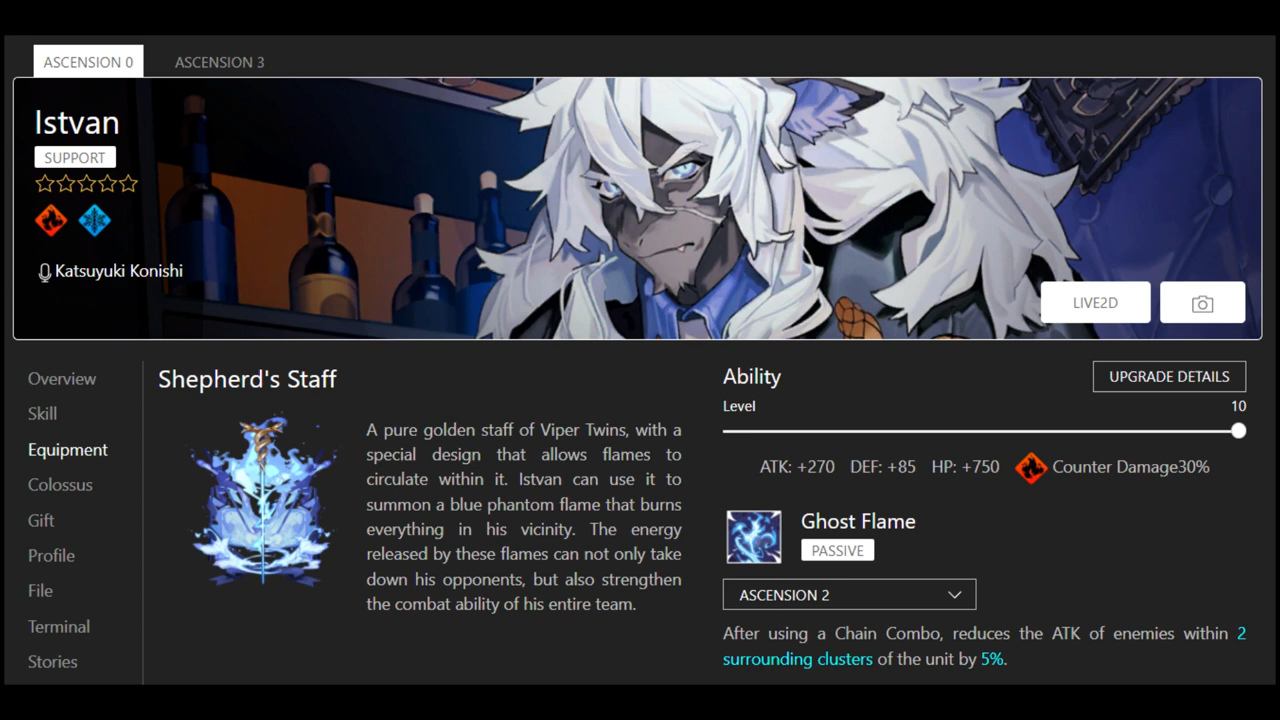 ASCENSION 0
ASCENSION 3
Istvan
SUPPORT
Katsuyuki Konishi
LIVE2D
Overview
Skill
Equipment
Colossus
Gift
Profile
File
Terminal
Stories
Shepherd's Staff
A pure golden staff of Viper Twins, with a
special design that allows flames to
circulate within it. Istvan can use it to
summon a blue phantom flame that burns
everything in his vicinity. The energy
released by these flames can not only take
down his opponents, but also strengthen
the combat ability of his entire team.
Ability
UPGRADE DETAILS
Level
10
ATK: +270 DEF: +85 HP: +750 Counter Damage30%
Ghost Flame
PASSIVE
ASCENSION 2
After using a Chain Combo, reduces the ATK of enemies within 2
surrounding clusters of the unit by 5%.